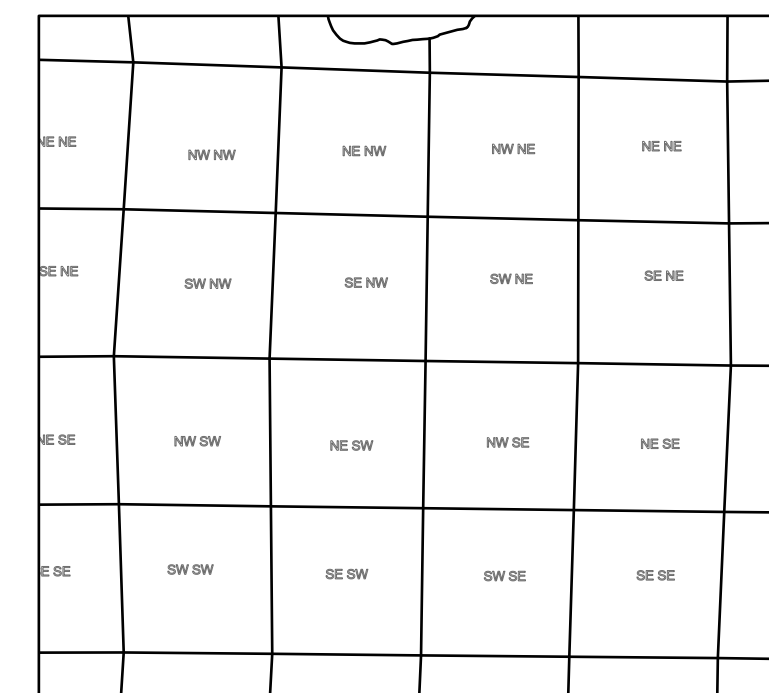 NE NE
NW NW
NE NW
NW NE
NE NE
SE NE
SW NW
SE NW
SW NE
SE NE
NE SE
NW SW
NE SW
NW SE
NE SE
E SE
SW SW
SE SW
SW SE
SE SE